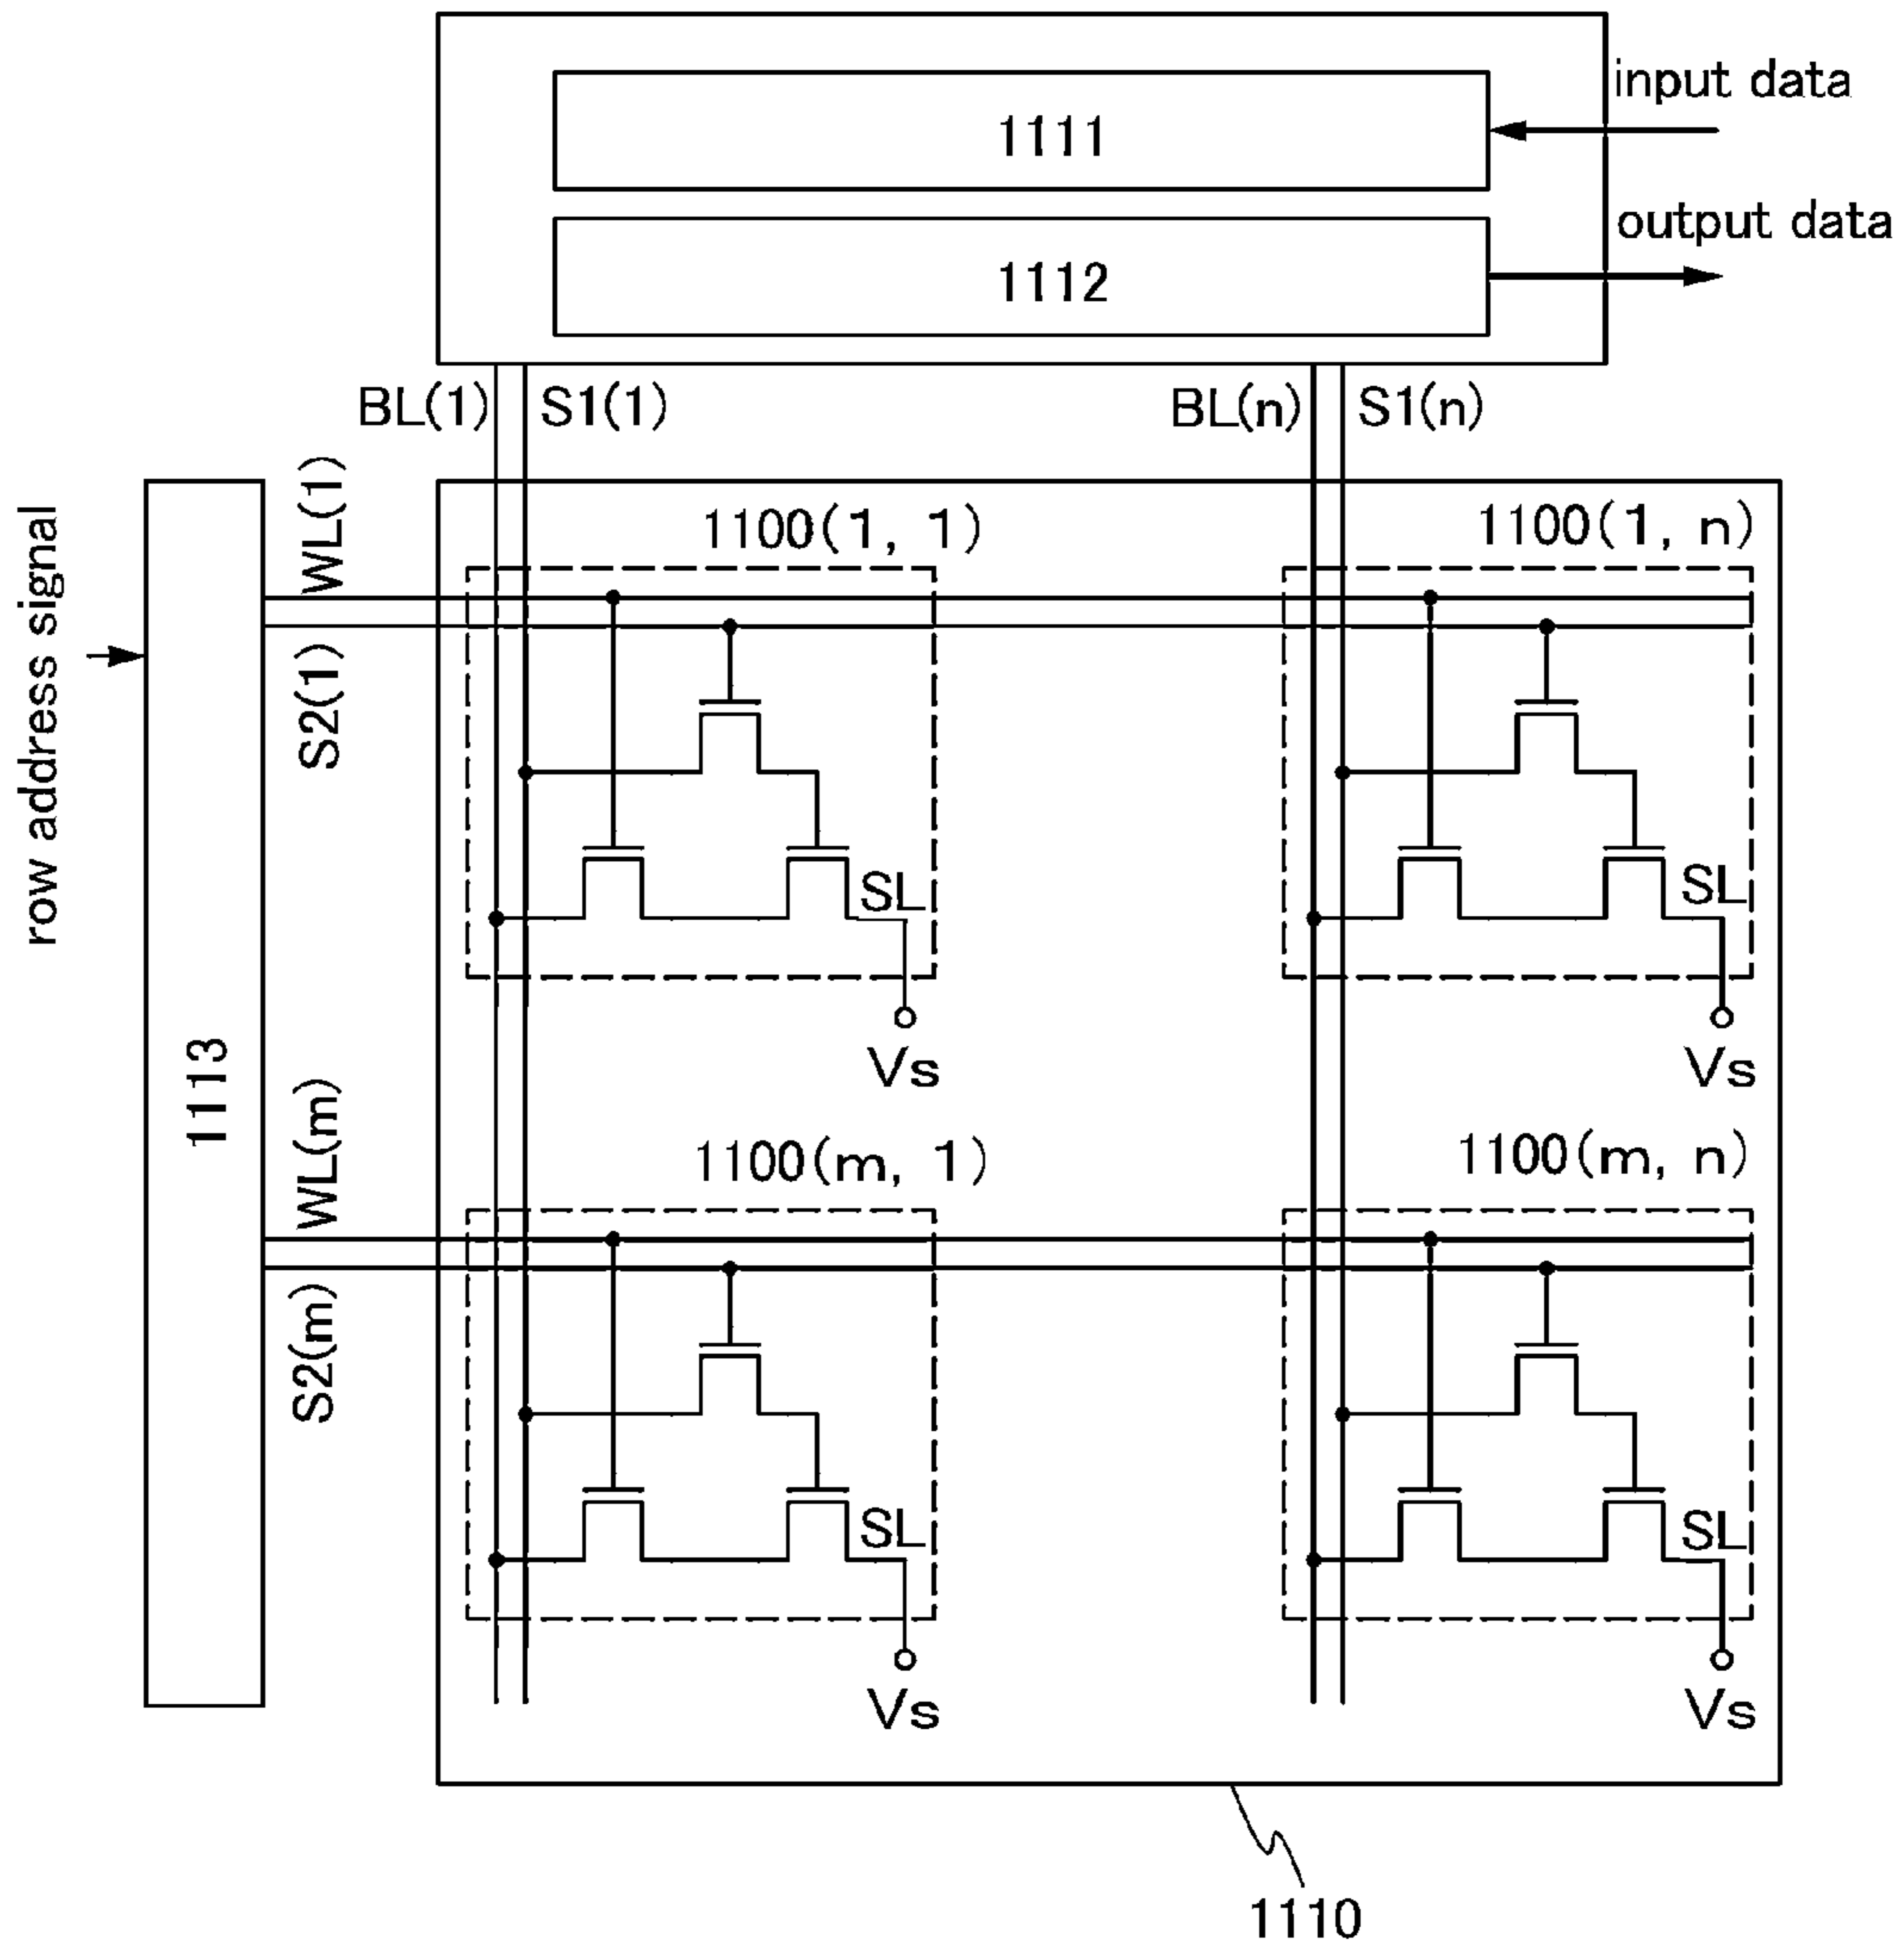 input data
1111
output data
1112
BL(1)
S1(1)
BL(n)
S1(n)
row address signal
WL(1)
S2(1)
1100(1, 1)
1100(1, n)
SL
SL
Vs
Vs
1113
WL(m)
S2(m)
1100(m, 1)
1100(m, n)
SL
SL
Vs
Vs
1110